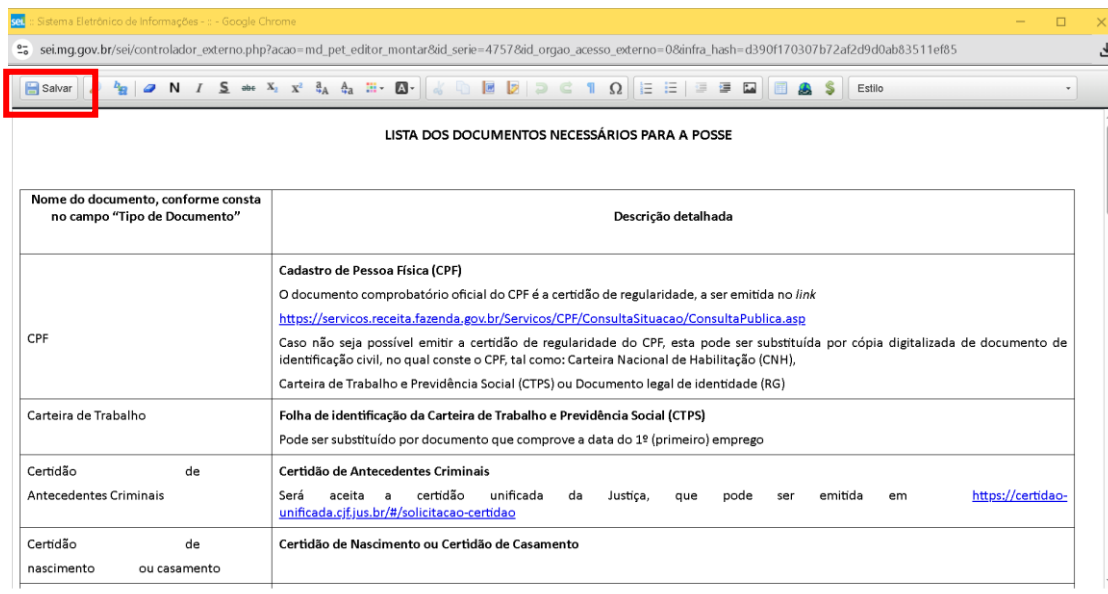 sei. :: Sistema Eletrônico de Informações - :: - Google Chrome
sei.mg.gov.br/sei/controlador_externo.php?acao=md_pet_editor_montar&id_serie=4757&id_orgao_acesso_externo=0&infra_hash=d390f170307b72af2d9d0ab83511ef85
Salvar N I S abc X₂ x² Estilo
LISTA DOS DOCUMENTOS NECESSÁRIOS PARA A POSSE
Nome do documento, conforme consta
no campo “Tipo de Documento”
Descrição detalhada
CPF
Cadastro de Pessoa Física (CPF)
O documento comprobatório oficial do CPF é a certidão de regularidade, a ser emitida no link
https://servicos.receita.fazenda.gov.br/Servicos/CPF/ConsultaSituacao/ConsultaPublica.asp
Caso não seja possível emitir a certidão de regularidade do CPF, esta pode ser substituída por cópia digitalizada de documento de
identificação civil, no qual conste o CPF, tal como: Carteira Nacional de Habilitação (CNH),
Carteira de Trabalho e Previdência Social (CTPS) ou Documento legal de identidade (RG)
Carteira de Trabalho
Folha de identificação da Carteira de Trabalho e Previdência Social (CTPS)
Pode ser substituído por documento que comprove a data do 1º (primeiro) emprego
Certidão de
Antecedentes Criminais
Certidão de Antecedentes Criminais
Será aceita a certidão unificada da Justiça, que pode ser emitida em https://certidao-
unificada.cjf.jus.br/#/solicitacao-certidao
Certidão de
nascimento ou casamento
Certidão de Nascimento ou Certidão de Casamento